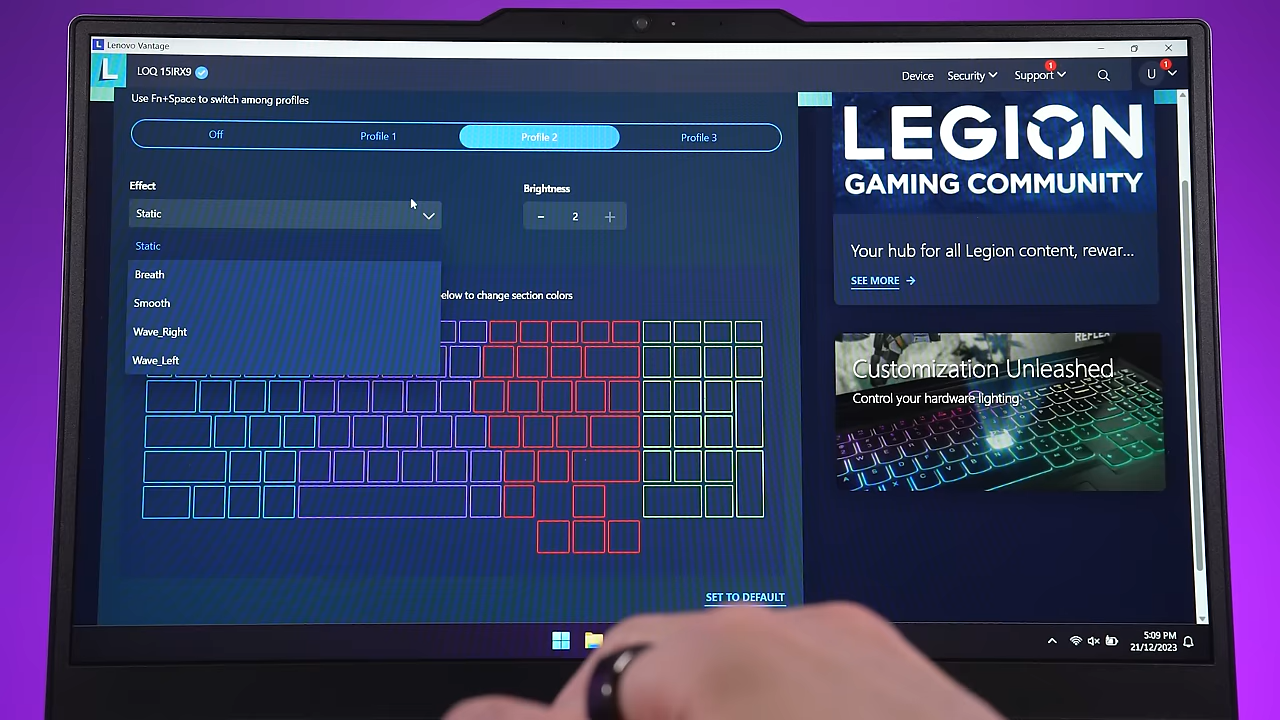 Lenovo Vantage
LOQ 15IRX9
Device Security Support 1 U 1
Use Fn+Space to switch among profiles
Off Profile 1 Profile 2 Profile 3
Effect
Brightness
Static
- 2 +
Static
Breath
Smooth
Wave_Right
Wave_Left
elow to change section colors
SET TO DEFAULT
LEGION
GAMING COMMUNITY
Your hub for all Legion content, rewar...
SEE MORE
REFLEX
Customization Unleashed
Control your hardware lighting
5:09 PM
21/12/2023